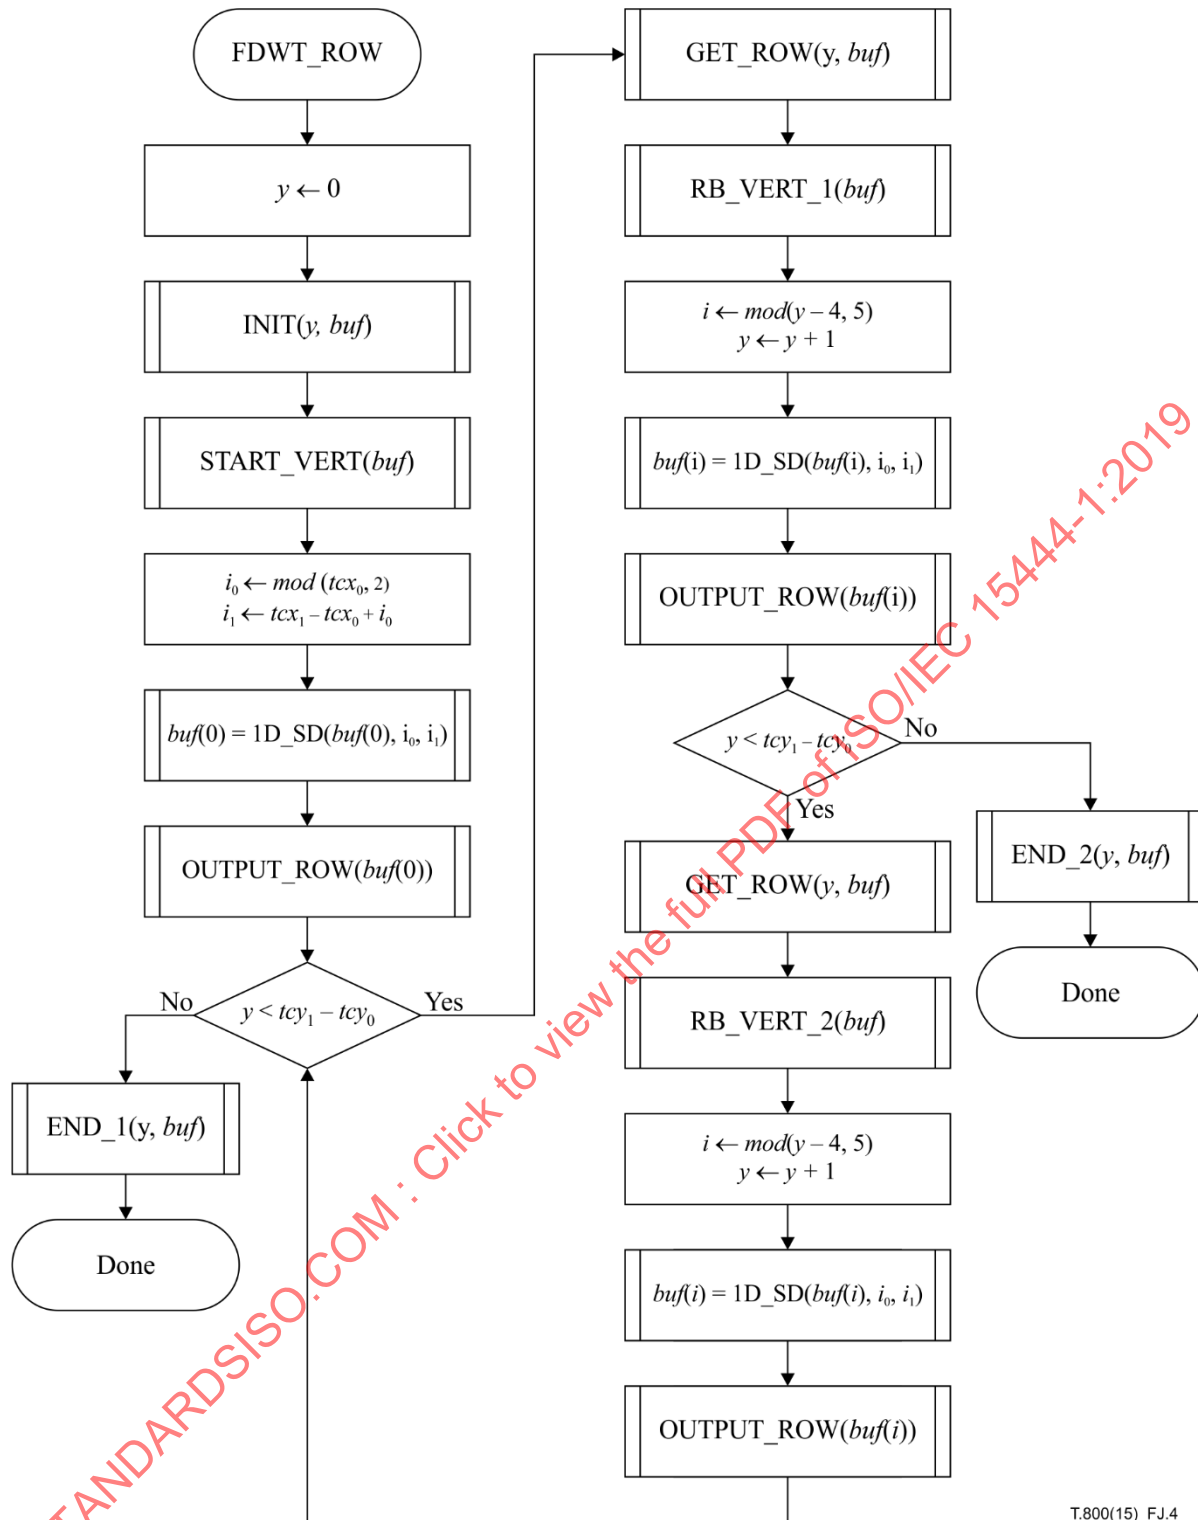 FDWT_ROW
y ← 0
INIT(y, buf)
START_VERT(buf)
i₀ ← mod (tcx₀, 2)
i₁ ← tcx₁ – tcx₀ + i₀
buf(0) = 1D_SD(buf(0), i₀, i₁)
OUTPUT_ROW(buf(0))
No
y < tcy₁ – tcy₀
Yes
END_1(y, buf)
Done
GET_ROW(y, buf)
RB_VERT_1(buf)
i ← mod(y – 4, 5)
y ← y + 1
buf(i) = 1D_SD(buf(i), i₀, i₁)
OUTPUT_ROW(buf(i))
y < tcy₁ – tcy₀
No
Yes
END_2(y, buf)
Done
GET_ROW(y, buf)
RB_VERT_2(buf)
i ← mod(y – 4, 5)
y ← y + 1
buf(i) = 1D_SD(buf(i), i₀, i₁)
OUTPUT_ROW(buf(i))
T.800(15)_FJ.4
TANDARDSISO.COM : Click to view the full PDF of ISO/IEC 15444-1:2019